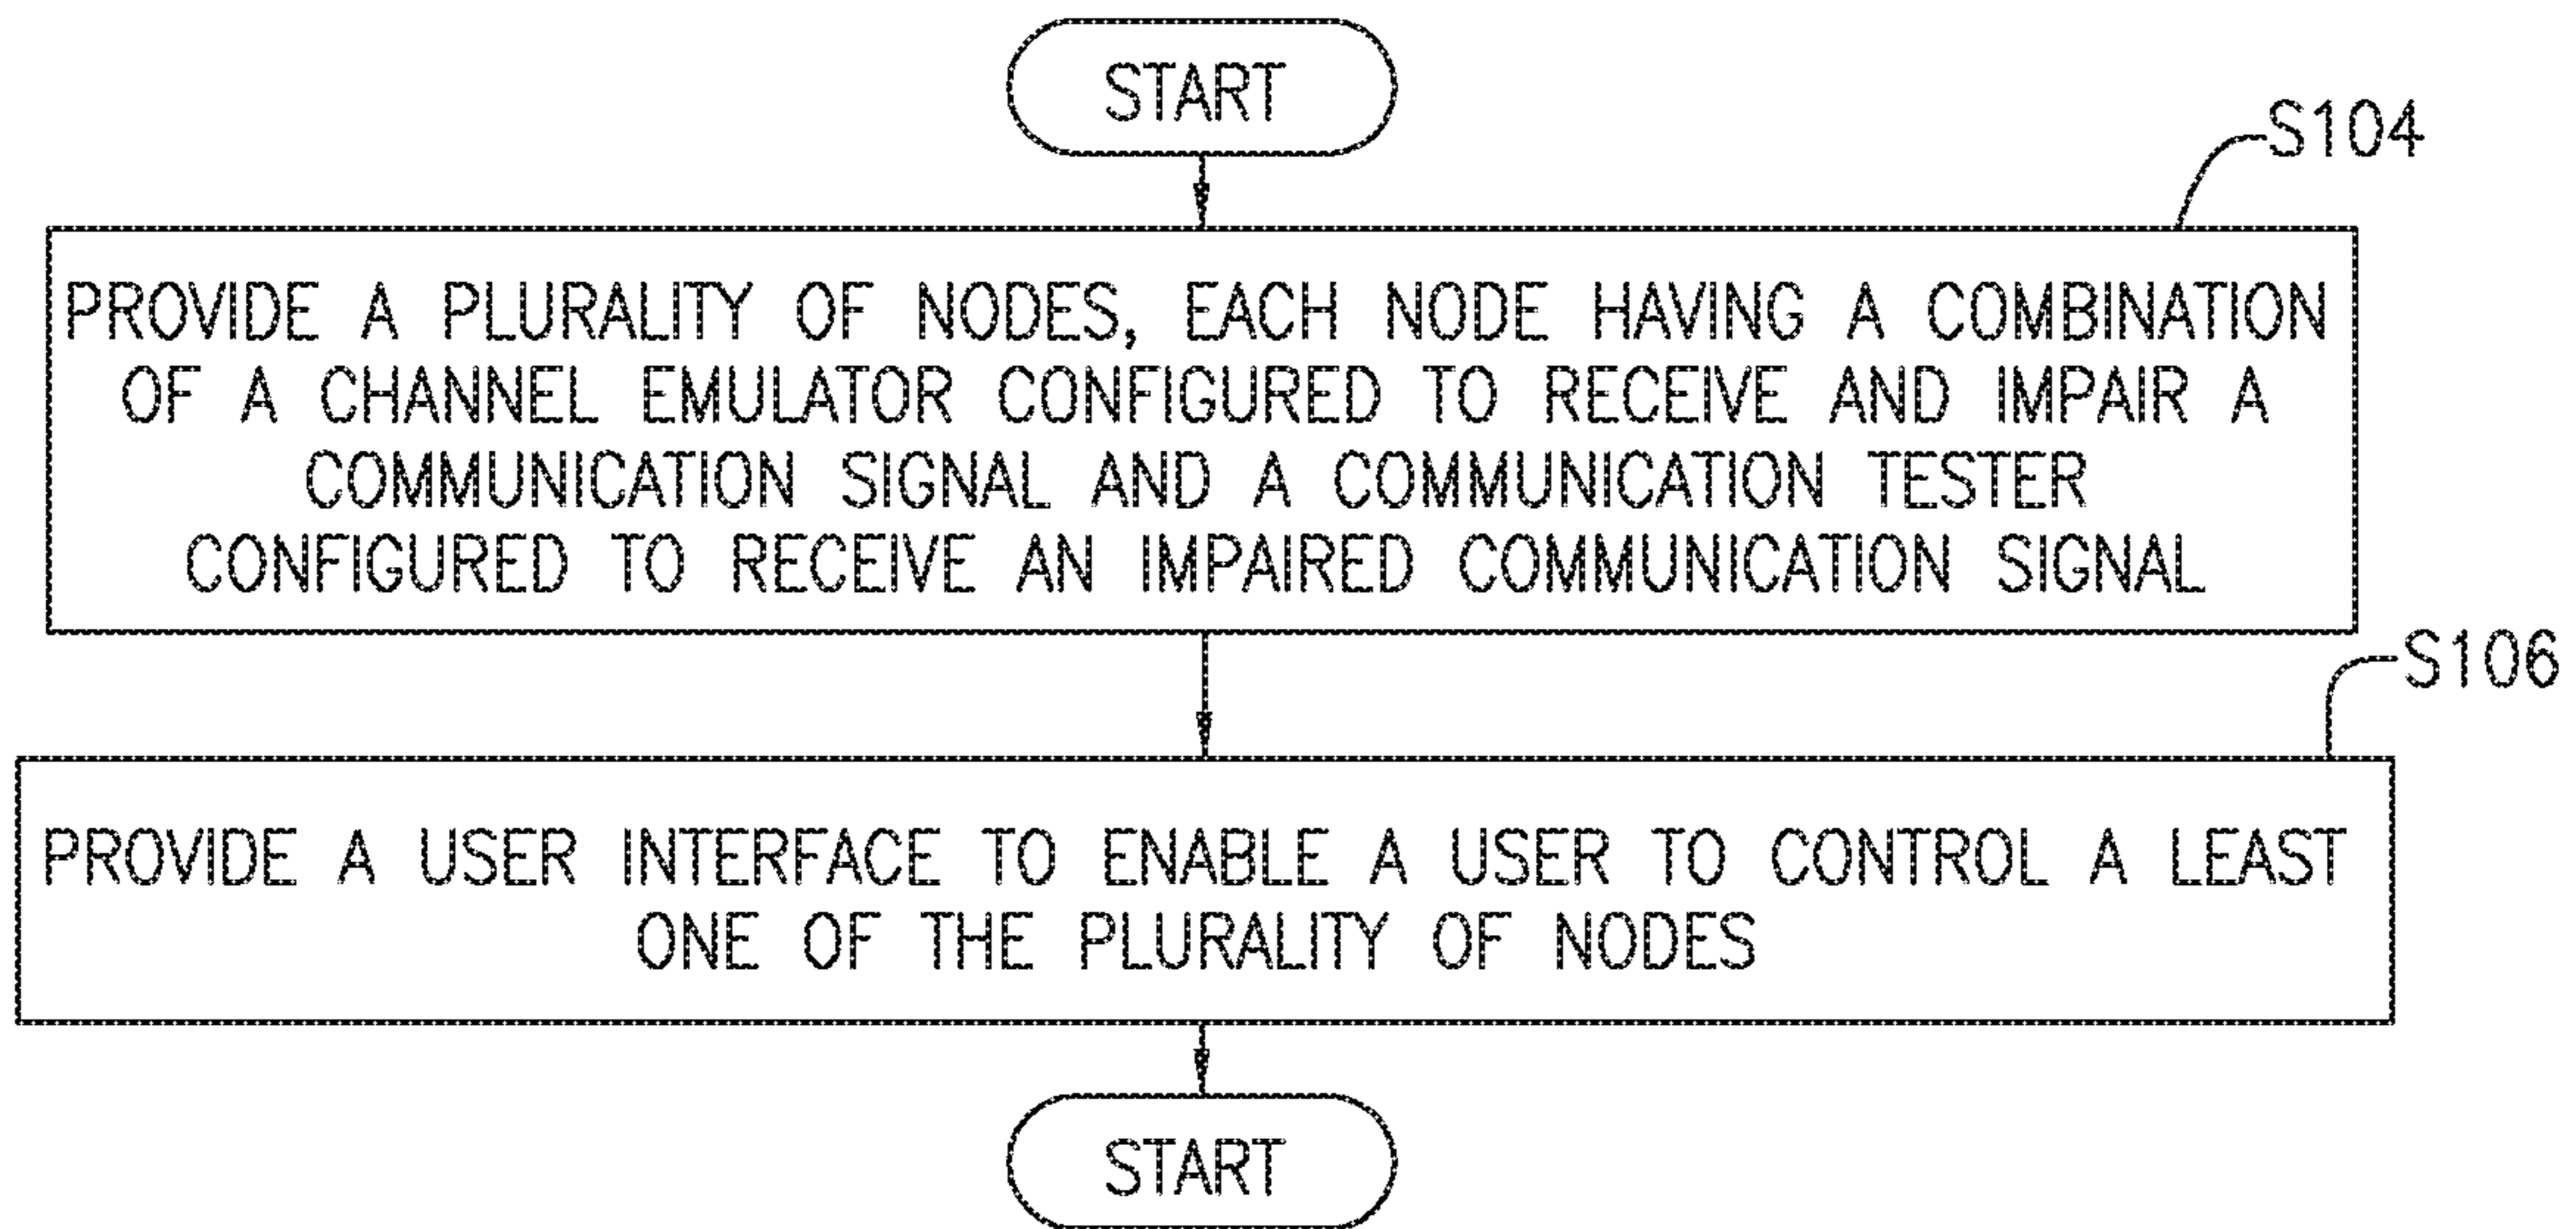 START
S104
PROVIDE A PLURALITY OF NODES, EACH NODE HAVING A COMBINATION
OF A CHANNEL EMULATOR CONFIGURED TO RECEIVE AND IMPAIR A
COMMUNICATION SIGNAL AND A COMMUNICATION TESTER
CONFIGURED TO RECEIVE AN IMPAIRED COMMUNICATION SIGNAL
S106
PROVIDE A USER INTERFACE TO ENABLE A USER TO CONTROL A LEAST
ONE OF THE PLURALITY OF NODES
START